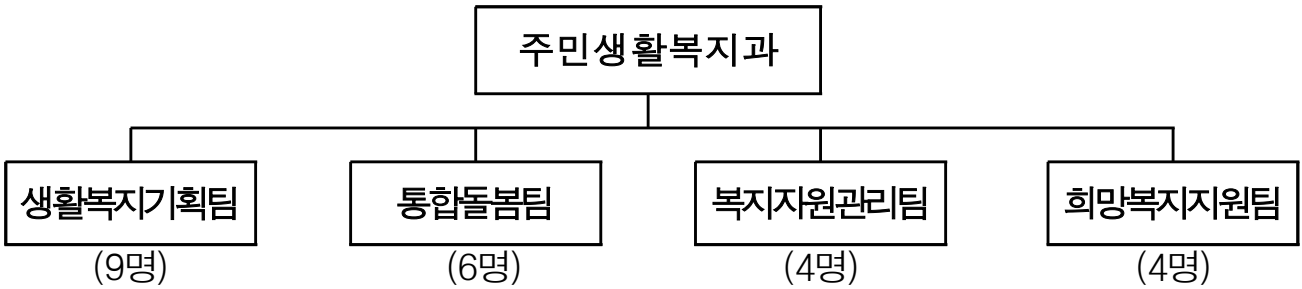 주민생활복지과
생활복지기획팀 통합돌봄팀 복지자원관리팀 희망복지지원팀
(9명) (6명) (4명) (4명)